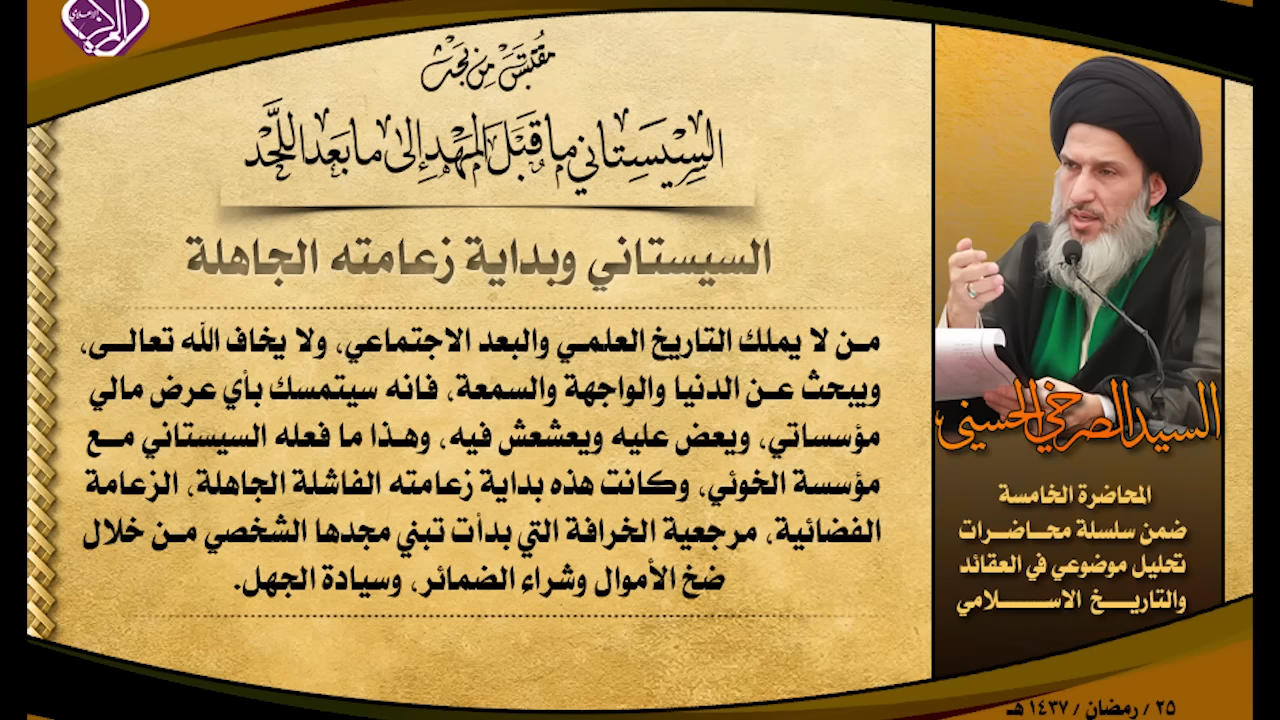 مقتبس من بحث
السيستاني ما قبل المهد إلى ما بعد اللحد
السيستاني وبداية زعامته الجاهلة
من لا يملك التاريخ العلمي والبعد الاجتماعي، ولا يخاف الله تعالى،
ويبحث عن الدنيا والواجهة والسمعة، فانه سيتمسك بأي عرض مالي
مؤسساتي، ويعض عليه ويعشعش فيه، وهذا ما فعله السيستاني مع
مؤسسة الخوئي، وكانت هذه بداية زعامته الفاشلة الجاهلة، الزعامة
الفضائية، مرجعية الخرافة التي بدأت تبني مجدها الشخصي من خلال
ضخ الأموال وشراء الضمائر، وسيادة الجهل.
السيد الصرخي الحسني
المحاضرة الخامسة
ضمن سلسلة محاضرات
تحليل موضوعي في العقائد
والتاريخ الاسلامي
٢٥ / رمضان / ١٤٣٧ هـ